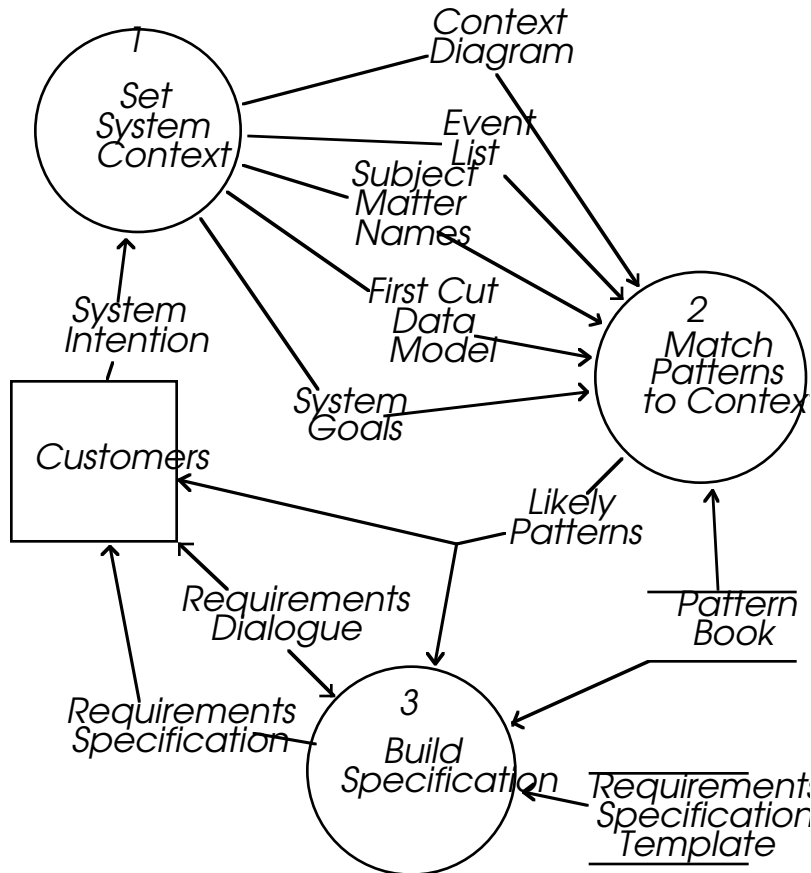 1
Set
System
Context
Context
Diagram
Event
List
Subject
Matter
Names
First Cut
Data
Model
System
Goals
2
Match
Patterns
to Context
System
Intention
Customers
Likely
Patterns
Pattern
Book
Requirements
Dialogue
Requirements
Specification
3
Build
Specification
Requirements
Specification
Template